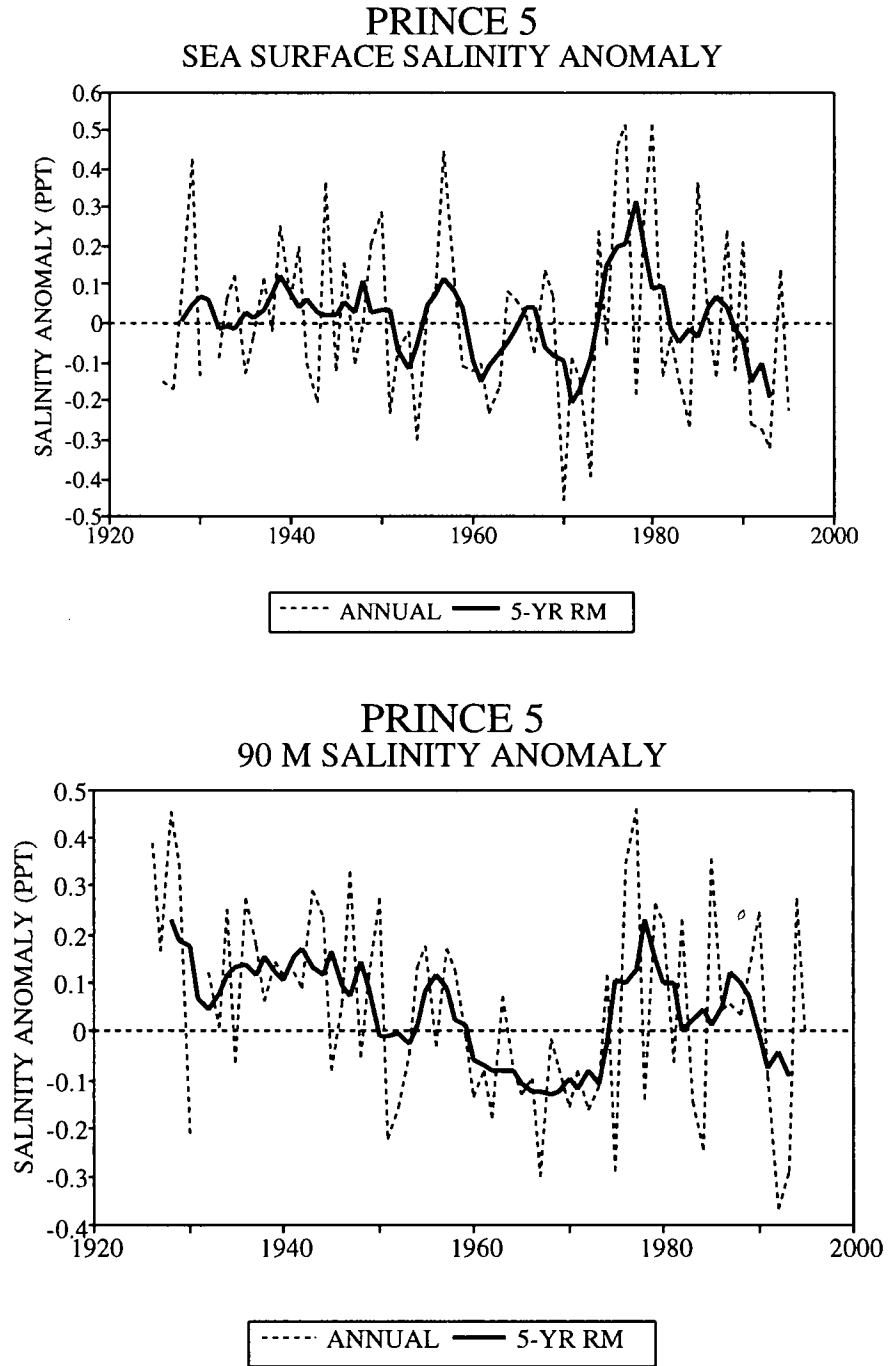 PRINCE 5
SEA SURFACE SALINITY ANOMALY
SALINITY ANOMALY (PPT)
0.6
0.5
0.4
0.3
0.2
0.1
0
-0.1
-0.2
-0.3
-0.4
-0.5
1920 1940 1960 1980 2000
ANNUAL 5-YR RM
PRINCE 5
90 M SALINITY ANOMALY
SALINITY ANOMALY (PPT)
0.5
0.4
0.3
0.2
0.1
0
-0.1
-0.2
-0.3
-0.4
1920 1940 1960 1980 2000
ANNUAL 5-YR RM